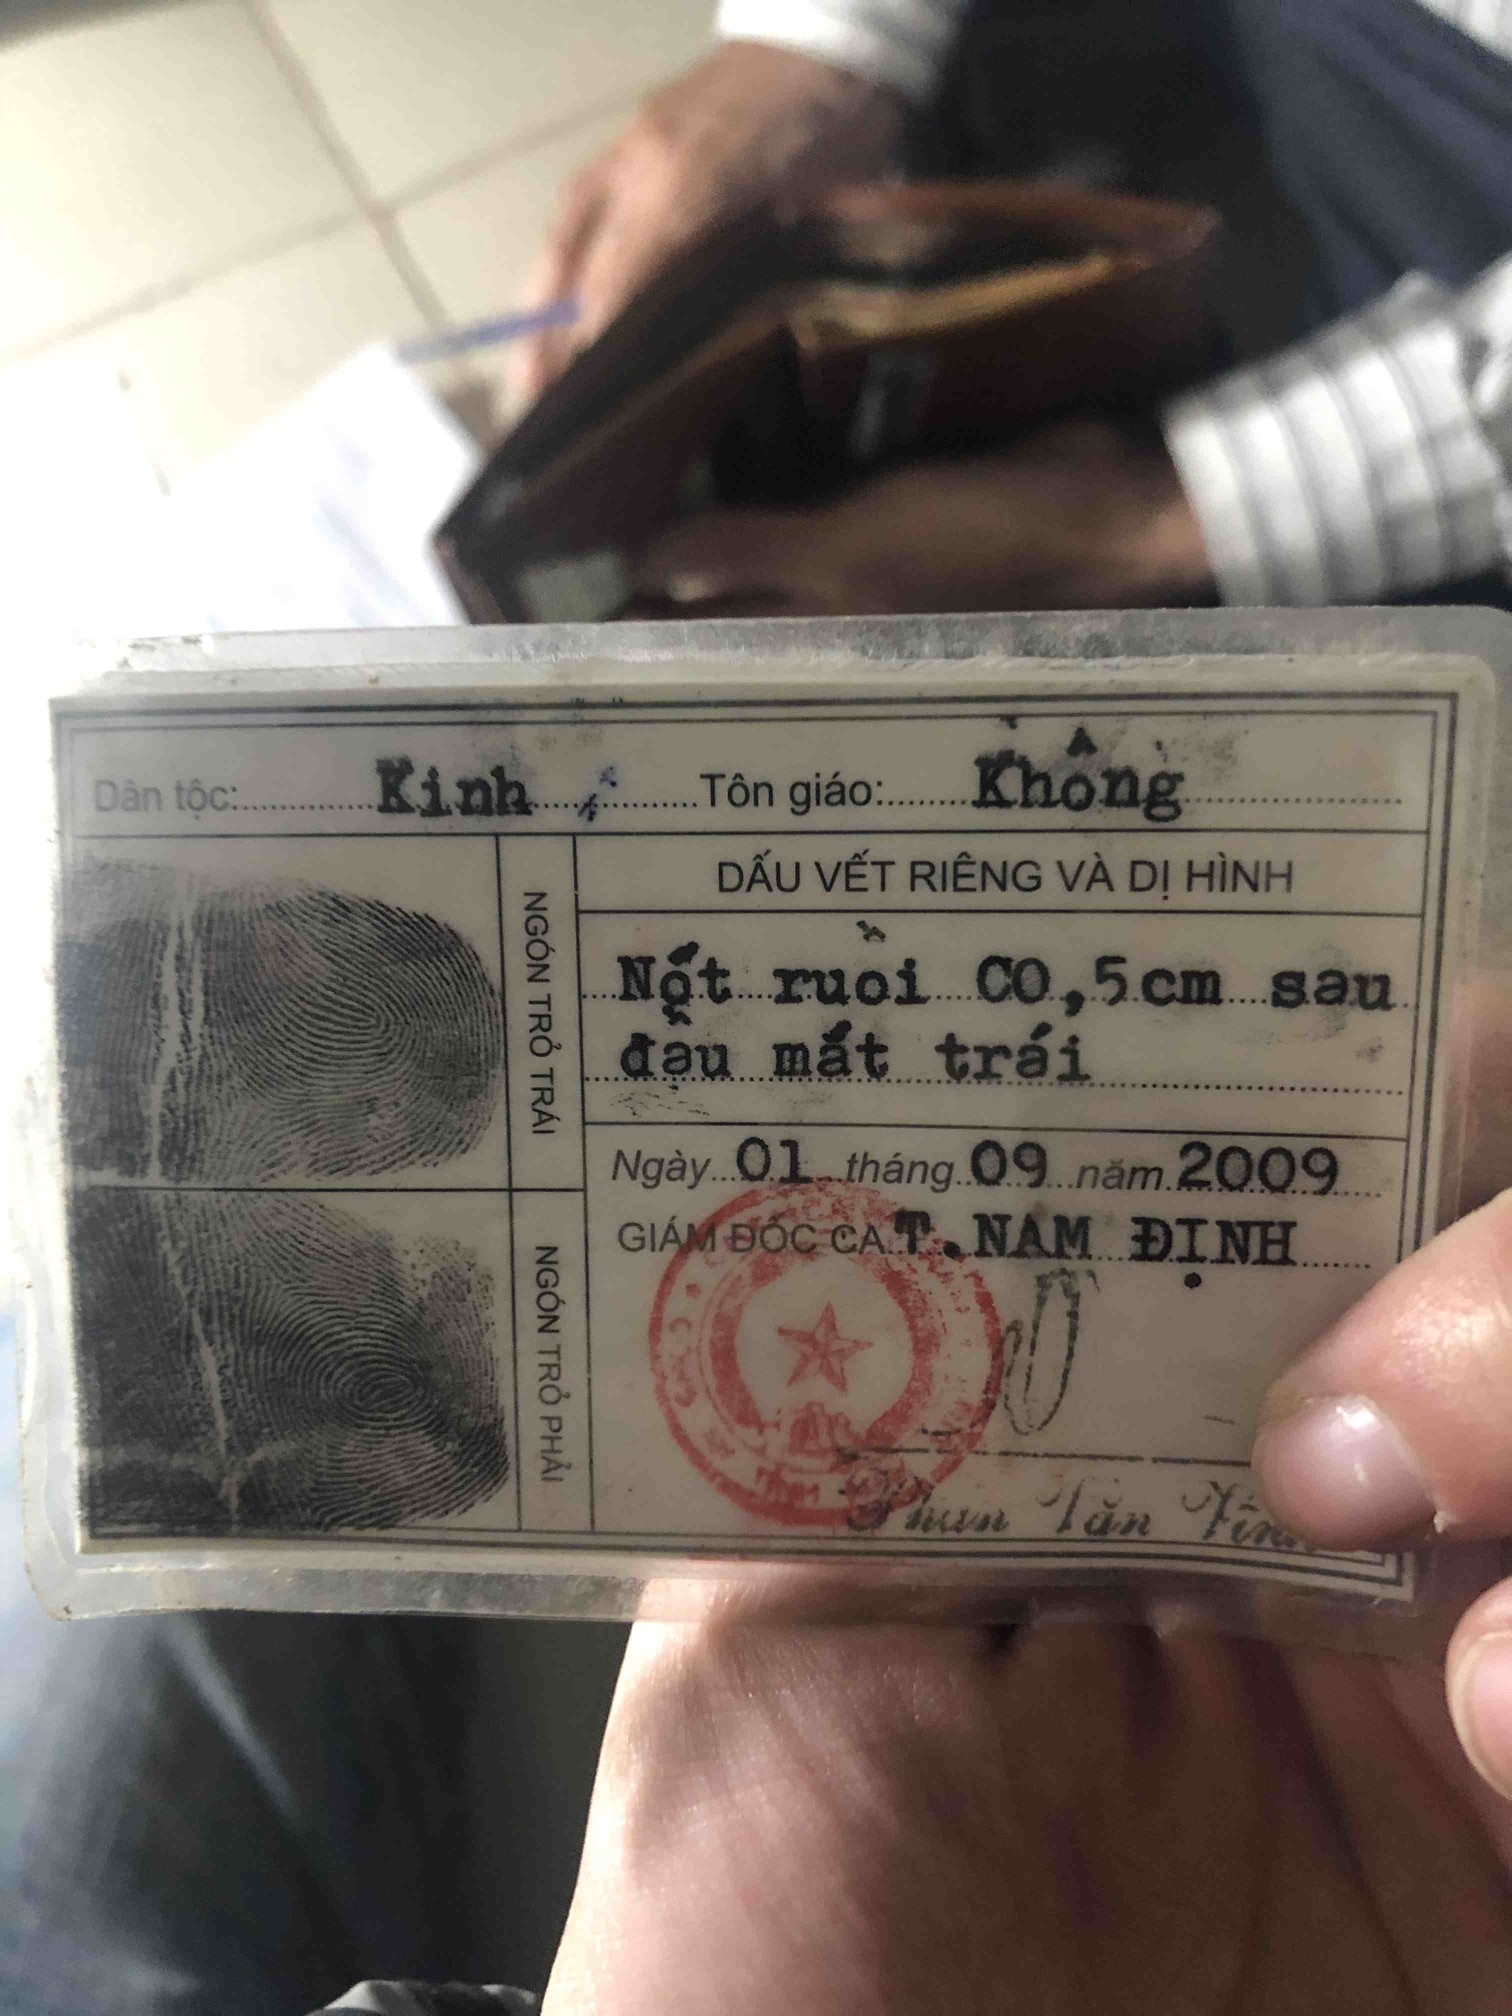 Dân tộc: Kinh Tôn giáo: Không
NGÓN TRỎ TRÁI
DẤU VẾT RIÊNG VÀ DỊ HÌNH
Nốt ruồi C0,5cm sau
đầu mắt trái
Ngày 01 tháng 09 năm 2009
GIÁM ĐỐC CA T.NAM ĐỊNH
NGÓN TRỎ PHẢI